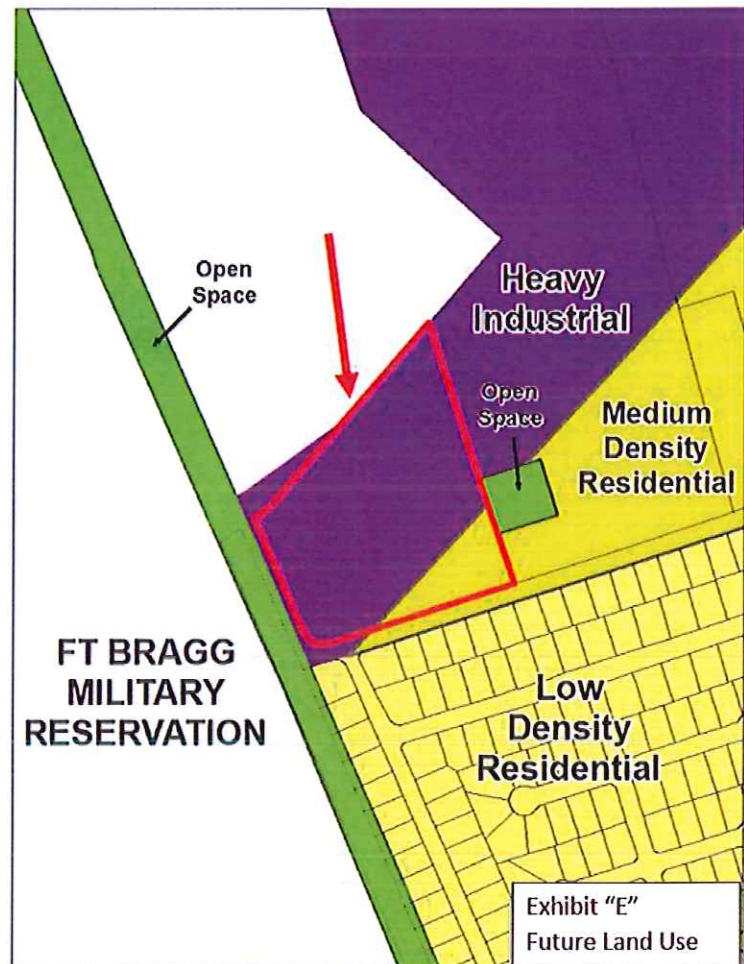 Open
Space
Heavy
Industrial
Open
Space
Medium
Density
Residential
FT BRAGG
MILITARY
RESERVATION
Low
Density
Residential
Exhibit “E”
Future Land Use